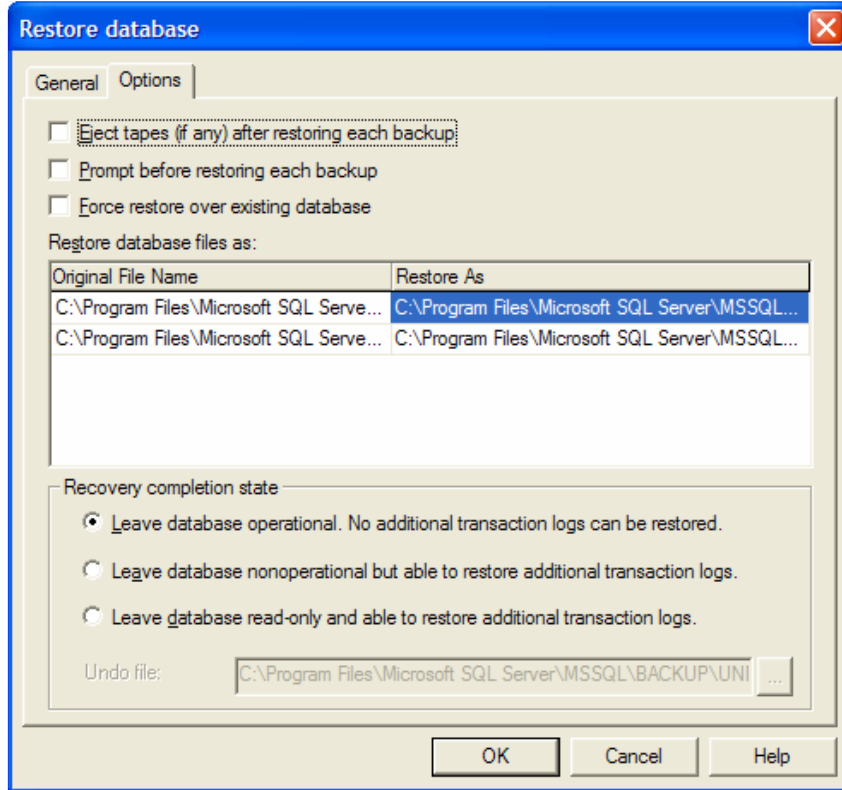 Restore database
General Options
Eject tapes (if any) after restoring each backup
Prompt before restoring each backup
Force restore over existing database
Restore database files as:
Original File Name Restore As
C:\Program Files\Microsoft SQL Serve... C:\Program Files\Microsoft SQL Server\MSSQL...
C:\Program Files\Microsoft SQL Serve... C:\Program Files\Microsoft SQL Server\MSSQL...
Recovery completion state
Leave database operational. No additional transaction logs can be restored.
Leave database nonoperational but able to restore additional transaction logs.
Leave database read-only and able to restore additional transaction logs.
Undo file: C:\Program Files\Microsoft SQL Server\MSSQL\BACKUP\UNI ...
OK Cancel Help